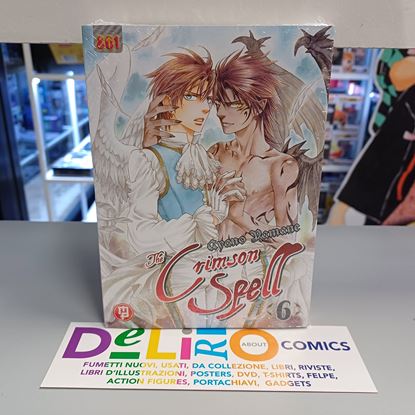 801
Ayano Yamane
The
Crimson
Spell
6
DeLiRiO ABOUT COMICS
FUMETTI NUOVI, USATI, DA COLLEZIONE, LIBRI, RIVISTE,
LIBRI D'ILLUSTRAZIONI, POSTERS, DVD, T-SHIRTS, FELPE,
ACTION FIGURES, PORTACHIAVI, GADGETS